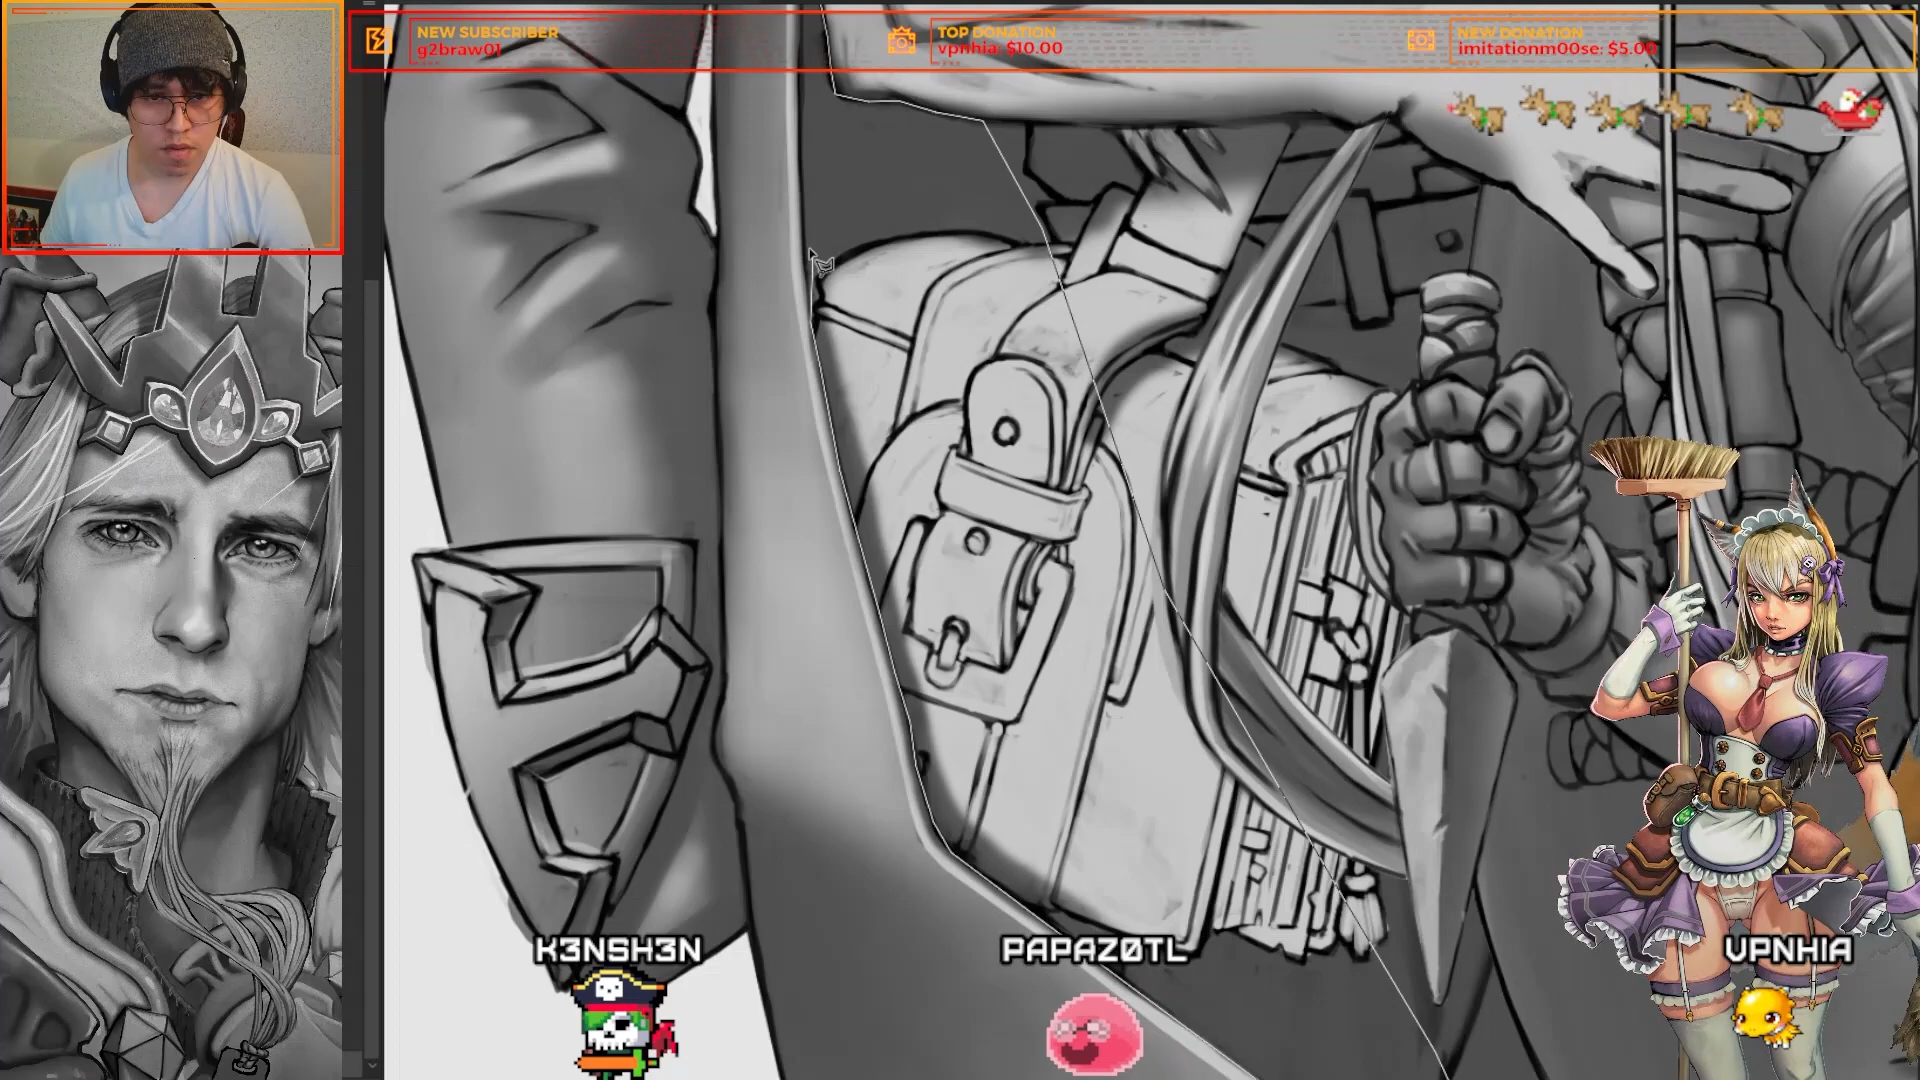 NEW SUBSCRIBER
g2braw01
TOP DONATION
vpnhia: $10.00
NEW DONATION
imitationm00se: $5.00
K3NSH3N
PAPAZ0TL
VPNHIA